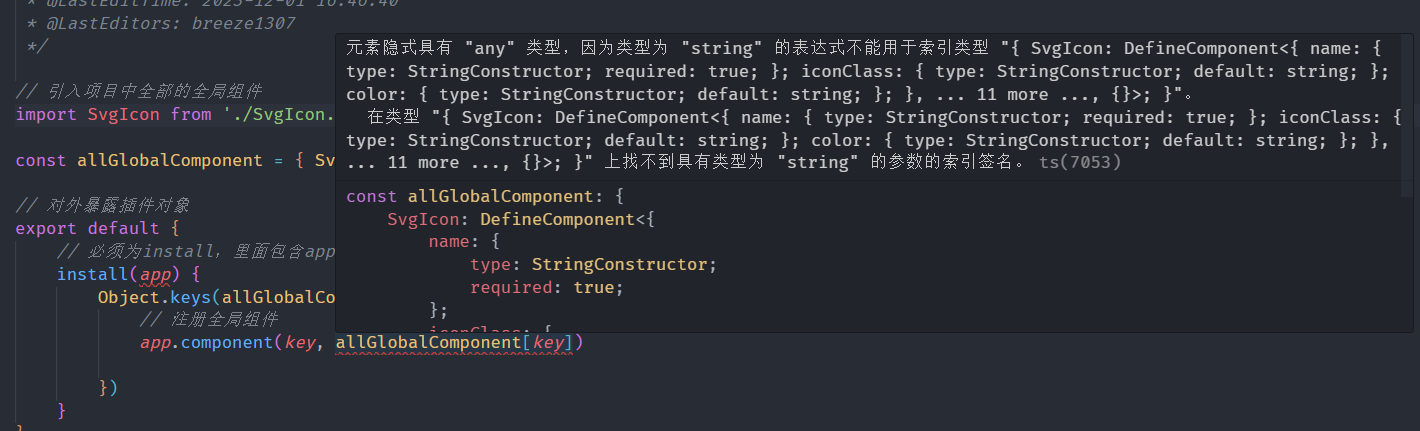 * @LastEditTime: 2023-12-01 16:46:40
* @LastEditors: breeze1307
*/
// 引入项目中全部的全局组件
import SvgIcon from './SvgIcon.
const allGlobalComponent = { Sv
// 对外暴露插件对象
export default {
// 必须为install，里面包含app
install(app) {
Object.keys(allGlobalCo
// 注册全局组件
app.component(key, allGlobalComponent[key])
})
}
元素隐式具有 "any" 类型，因为类型为 "string" 的表达式不能用于索引类型 "{ SvgIcon: DefineComponent<{ name: {
type: StringConstructor; required: true; }; iconClass: { type: StringConstructor; default: string; };
color: { type: StringConstructor; default: string; }; }, ... 11 more ..., {}>; }"。
在类型 "{ SvgIcon: DefineComponent<{ name: { type: StringConstructor; required: true; }; iconClass: {
type: StringConstructor; default: string; }; color: { type: StringConstructor; default: string; }; },
... 11 more ..., {}>; }" 上找不到具有类型为 "string" 的参数的索引签名。 ts(7053)
const allGlobalComponent: {
SvgIcon: DefineComponent<{
name: {
type: StringConstructor;
required: true;
};
iconClass: {